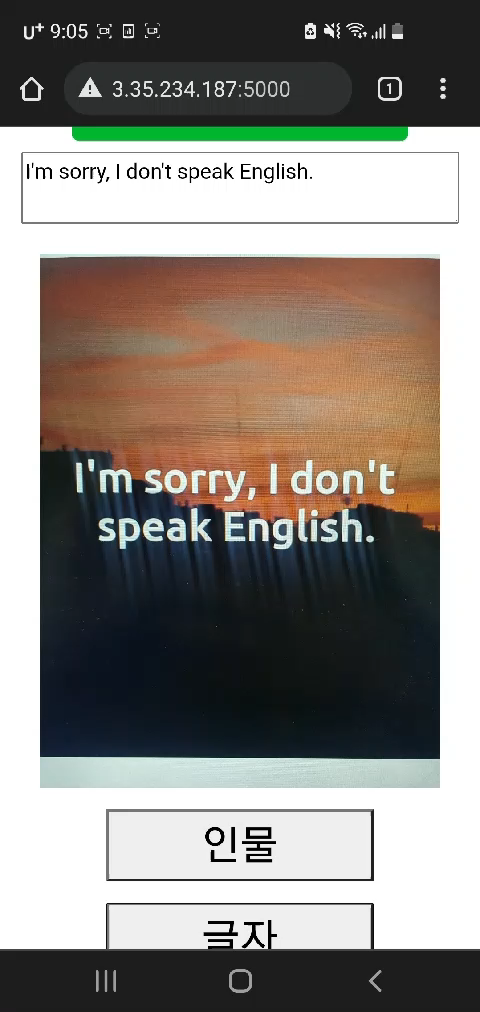 U+ 9:05
3.35.234.187:5000
1
I'm sorry, I don't speak English.
I'm sorry, I don't
speak English.
인물
글자